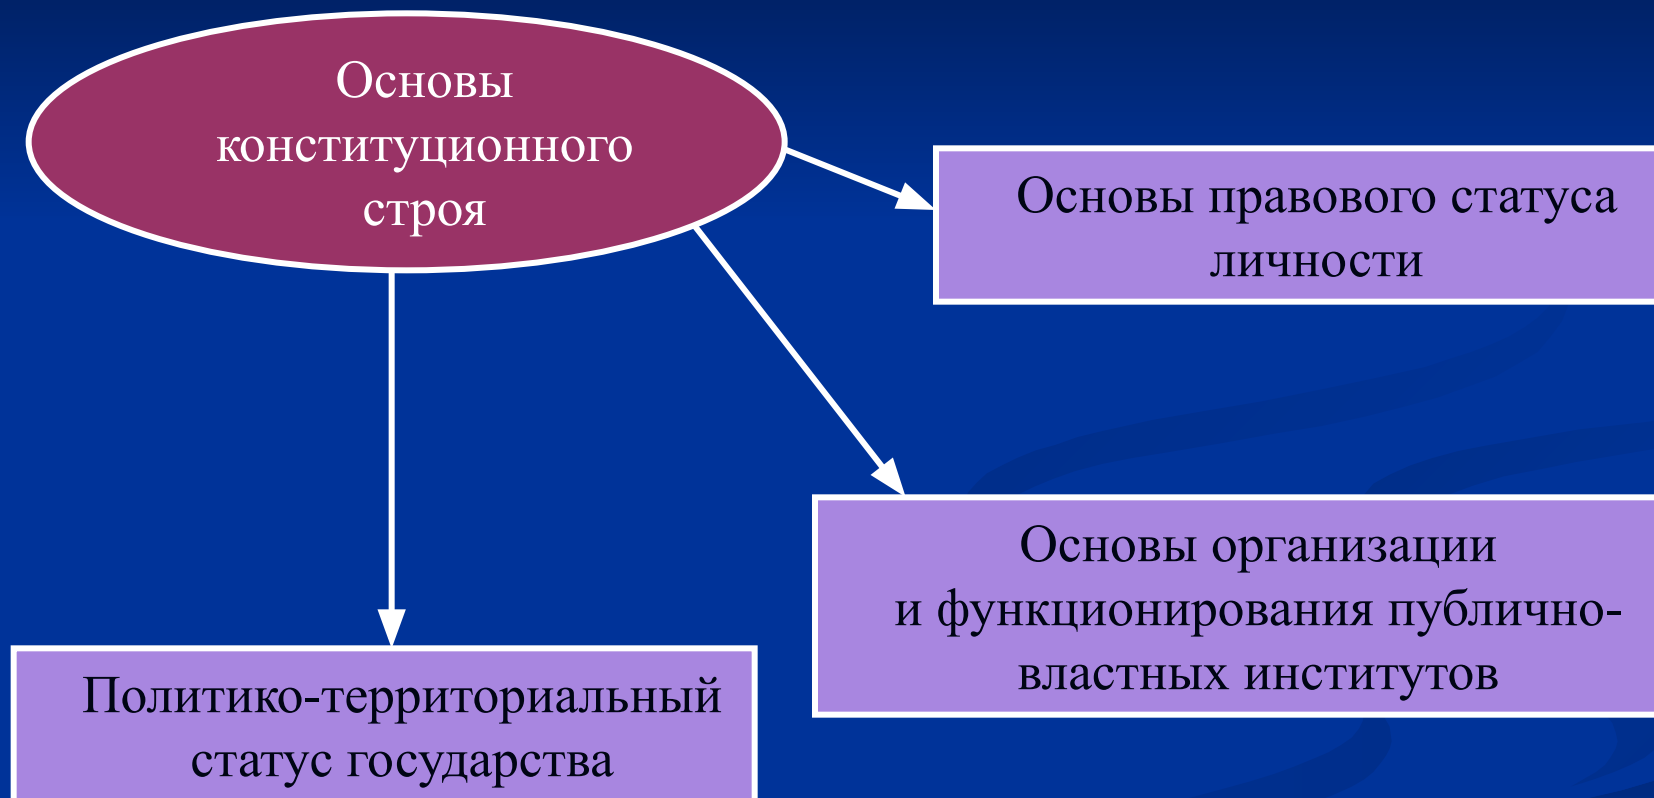 Основы
конституционного
строя
Основы правового статуса
личности
Основы организации
и функционирования публично-
властных институтов
Политико-территориальный
статус государства